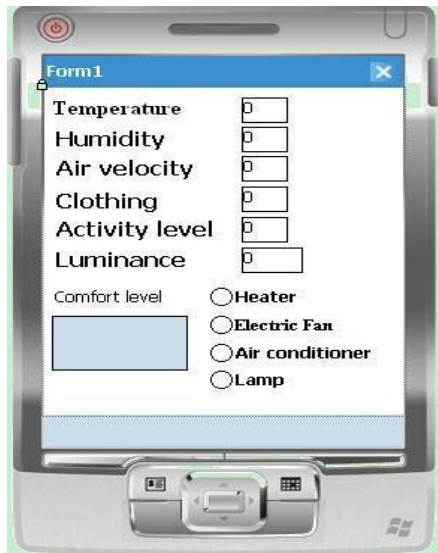 Form1
Temperature 0
Humidity 0
Air velocity 0
Clothing 0
Activity level 0
Luminance 0
Comfort level
Heater
Electric Fan
Air conditioner
Lamp